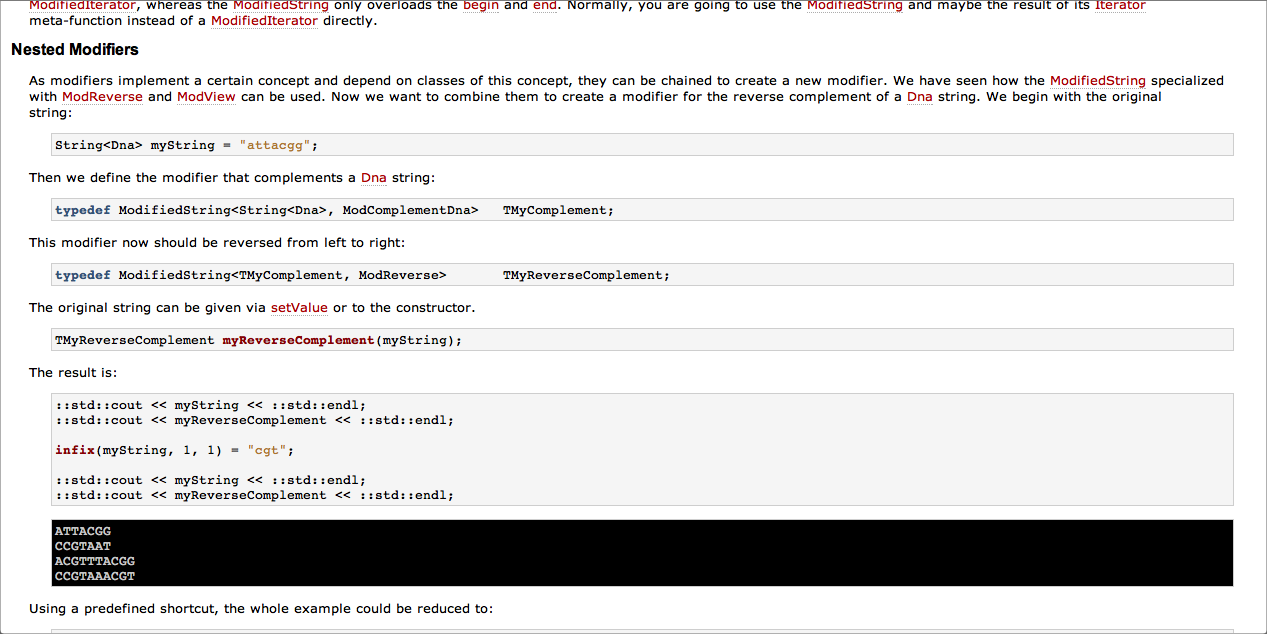 ModifiedIterator, whereas the ModifiedString only overloads the begin and end. Normally, you are going to use the ModifiedString and maybe the result of its Iterator
meta-function instead of a ModifiedIterator directly.
Nested Modifiers
As modifiers implement a certain concept and depend on classes of this concept, they can be chained to create a new modifier. We have seen how the ModifiedString specialized
with ModReverse and ModView can be used. Now we want to combine them to create a modifier for the reverse complement of a Dna string. We begin with the original
string:
String<Dna> myString = "attacgg";
Then we define the modifier that complements a Dna string:
typedef ModifiedString<String<Dna>, ModComplementDna>   TMyComplement;
This modifier now should be reversed from left to right:
typedef ModifiedString<TMyComplement, ModReverse>       TMyReverseComplement;
The original string can be given via setValue or to the constructor.
TMyReverseComplement myReverseComplement(myString);
The result is:
::std::cout << myString << ::std::endl;
::std::cout << myReverseComplement << ::std::endl;
infix(myString, 1, 1) = "cgt";
::std::cout << myString << ::std::endl;
::std::cout << myReverseComplement << ::std::endl;
ATTACGG
CCGTAAT
ACGTTTACGG
CCGTAAACGT
Using a predefined shortcut, the whole example could be reduced to: